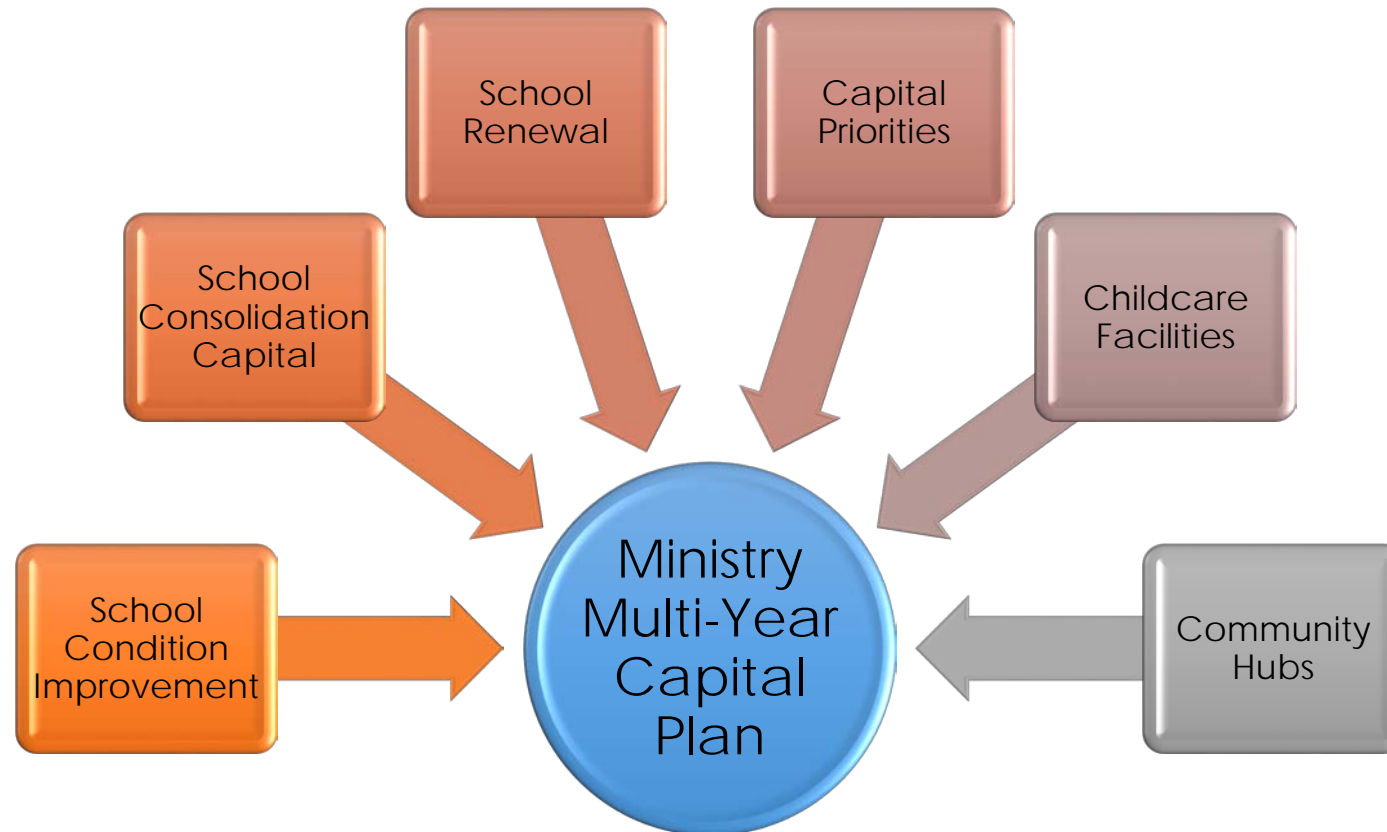 School
Renewal
Capital
Priorities
School
Consolidation
Capital
Childcare
Facilities
School
Condition
Improvement
Ministry
Multi-Year
Capital
Plan
Community
Hubs